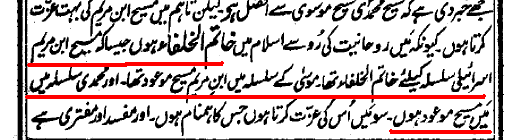 مجھے خبر دی ہے کہ مسیح محمدی مسیح موسوی سے افضل ہے لیکن تاہم میں مسیح ابن مریم کی بہت عزت
کرتا ہوں۔ کیونکہ میں روحانیت کی رُو سے اسلام میں خاتم الخلفاء ہوں جیسا کہ مسیح ابن مریم
اسرائیلی سلسلہ کیلئے خاتم الخلفاء تھا۔ موسیٰ کے سلسلہ میں ابن مریم مسیح موعود تھا۔ اور محمدی سلسلہ میں
میں مسیح موعود ہوں۔ سو میں اُس کی عزت کرتا ہوں جس کا ہمنام ہوں۔ اور مفسد اور مفتری ہے